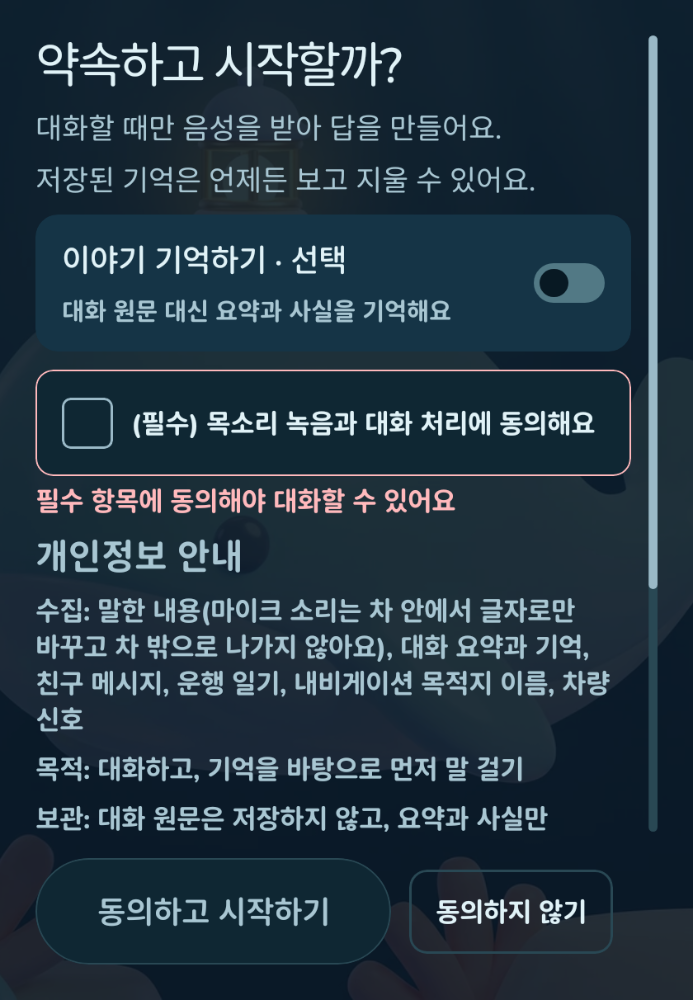 약속하고 시작할까?
대화할 때만 음성을 받아 답을 만들어요.
저장된 기억은 언제든 보고 지울 수 있어요.
이야기 기억하기 · 선택
대화 원문 대신 요약과 사실을 기억해요
(필수) 목소리 녹음과 대화 처리에 동의해요
필수 항목에 동의해야 대화할 수 있어요
개인정보 안내
수집: 말한 내용(마이크 소리는 차 안에서 글자로만
바꾸고 차 밖으로 나가지 않아요), 대화 요약과 기억,
친구 메시지, 운행 일기, 내비게이션 목적지 이름, 차량
신호
목적: 대화하고, 기억을 바탕으로 먼저 말 걸기
보관: 대화 원문은 저장하지 않고, 요약과 사실만
동의하고 시작하기
동의하지 않기